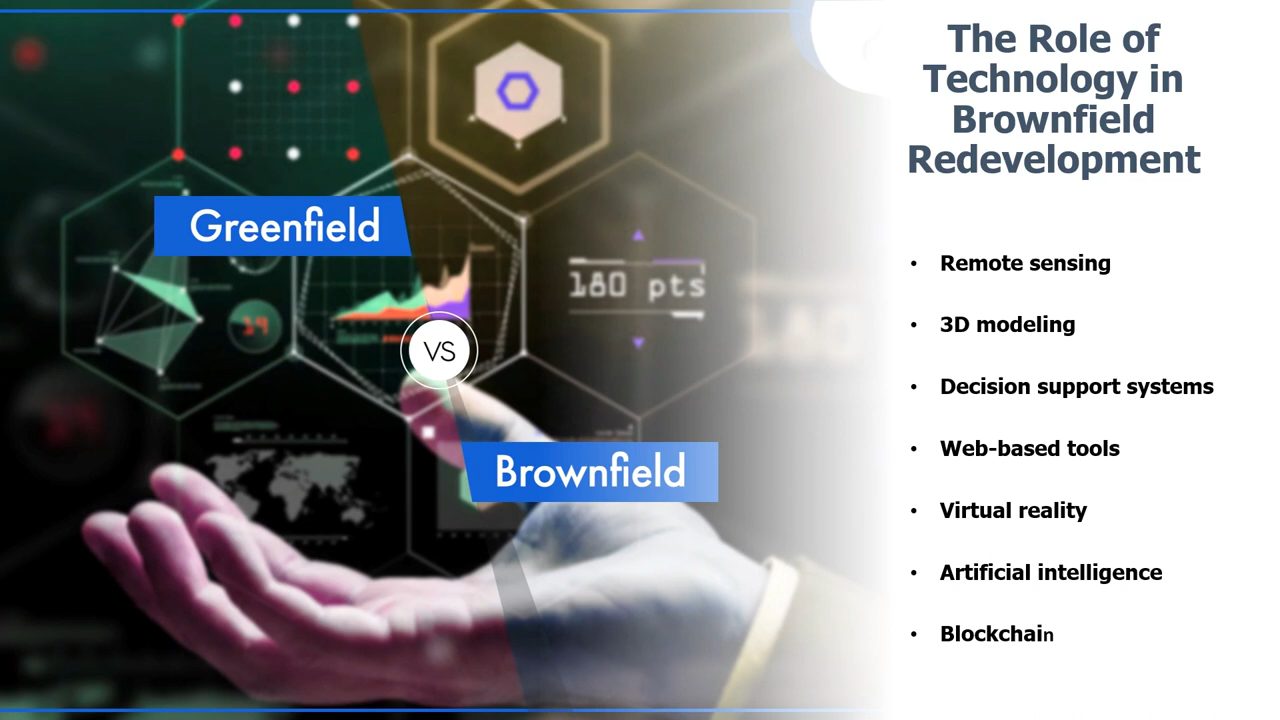 The Role of
Technology in
Brownfield
Redevelopment
Greenfield
180 pts
19
VS
Brownfield
• Remote sensing
• 3D modeling
• Decision support systems
• Web-based tools
• Virtual reality
• Artificial intelligence
• Blockchain